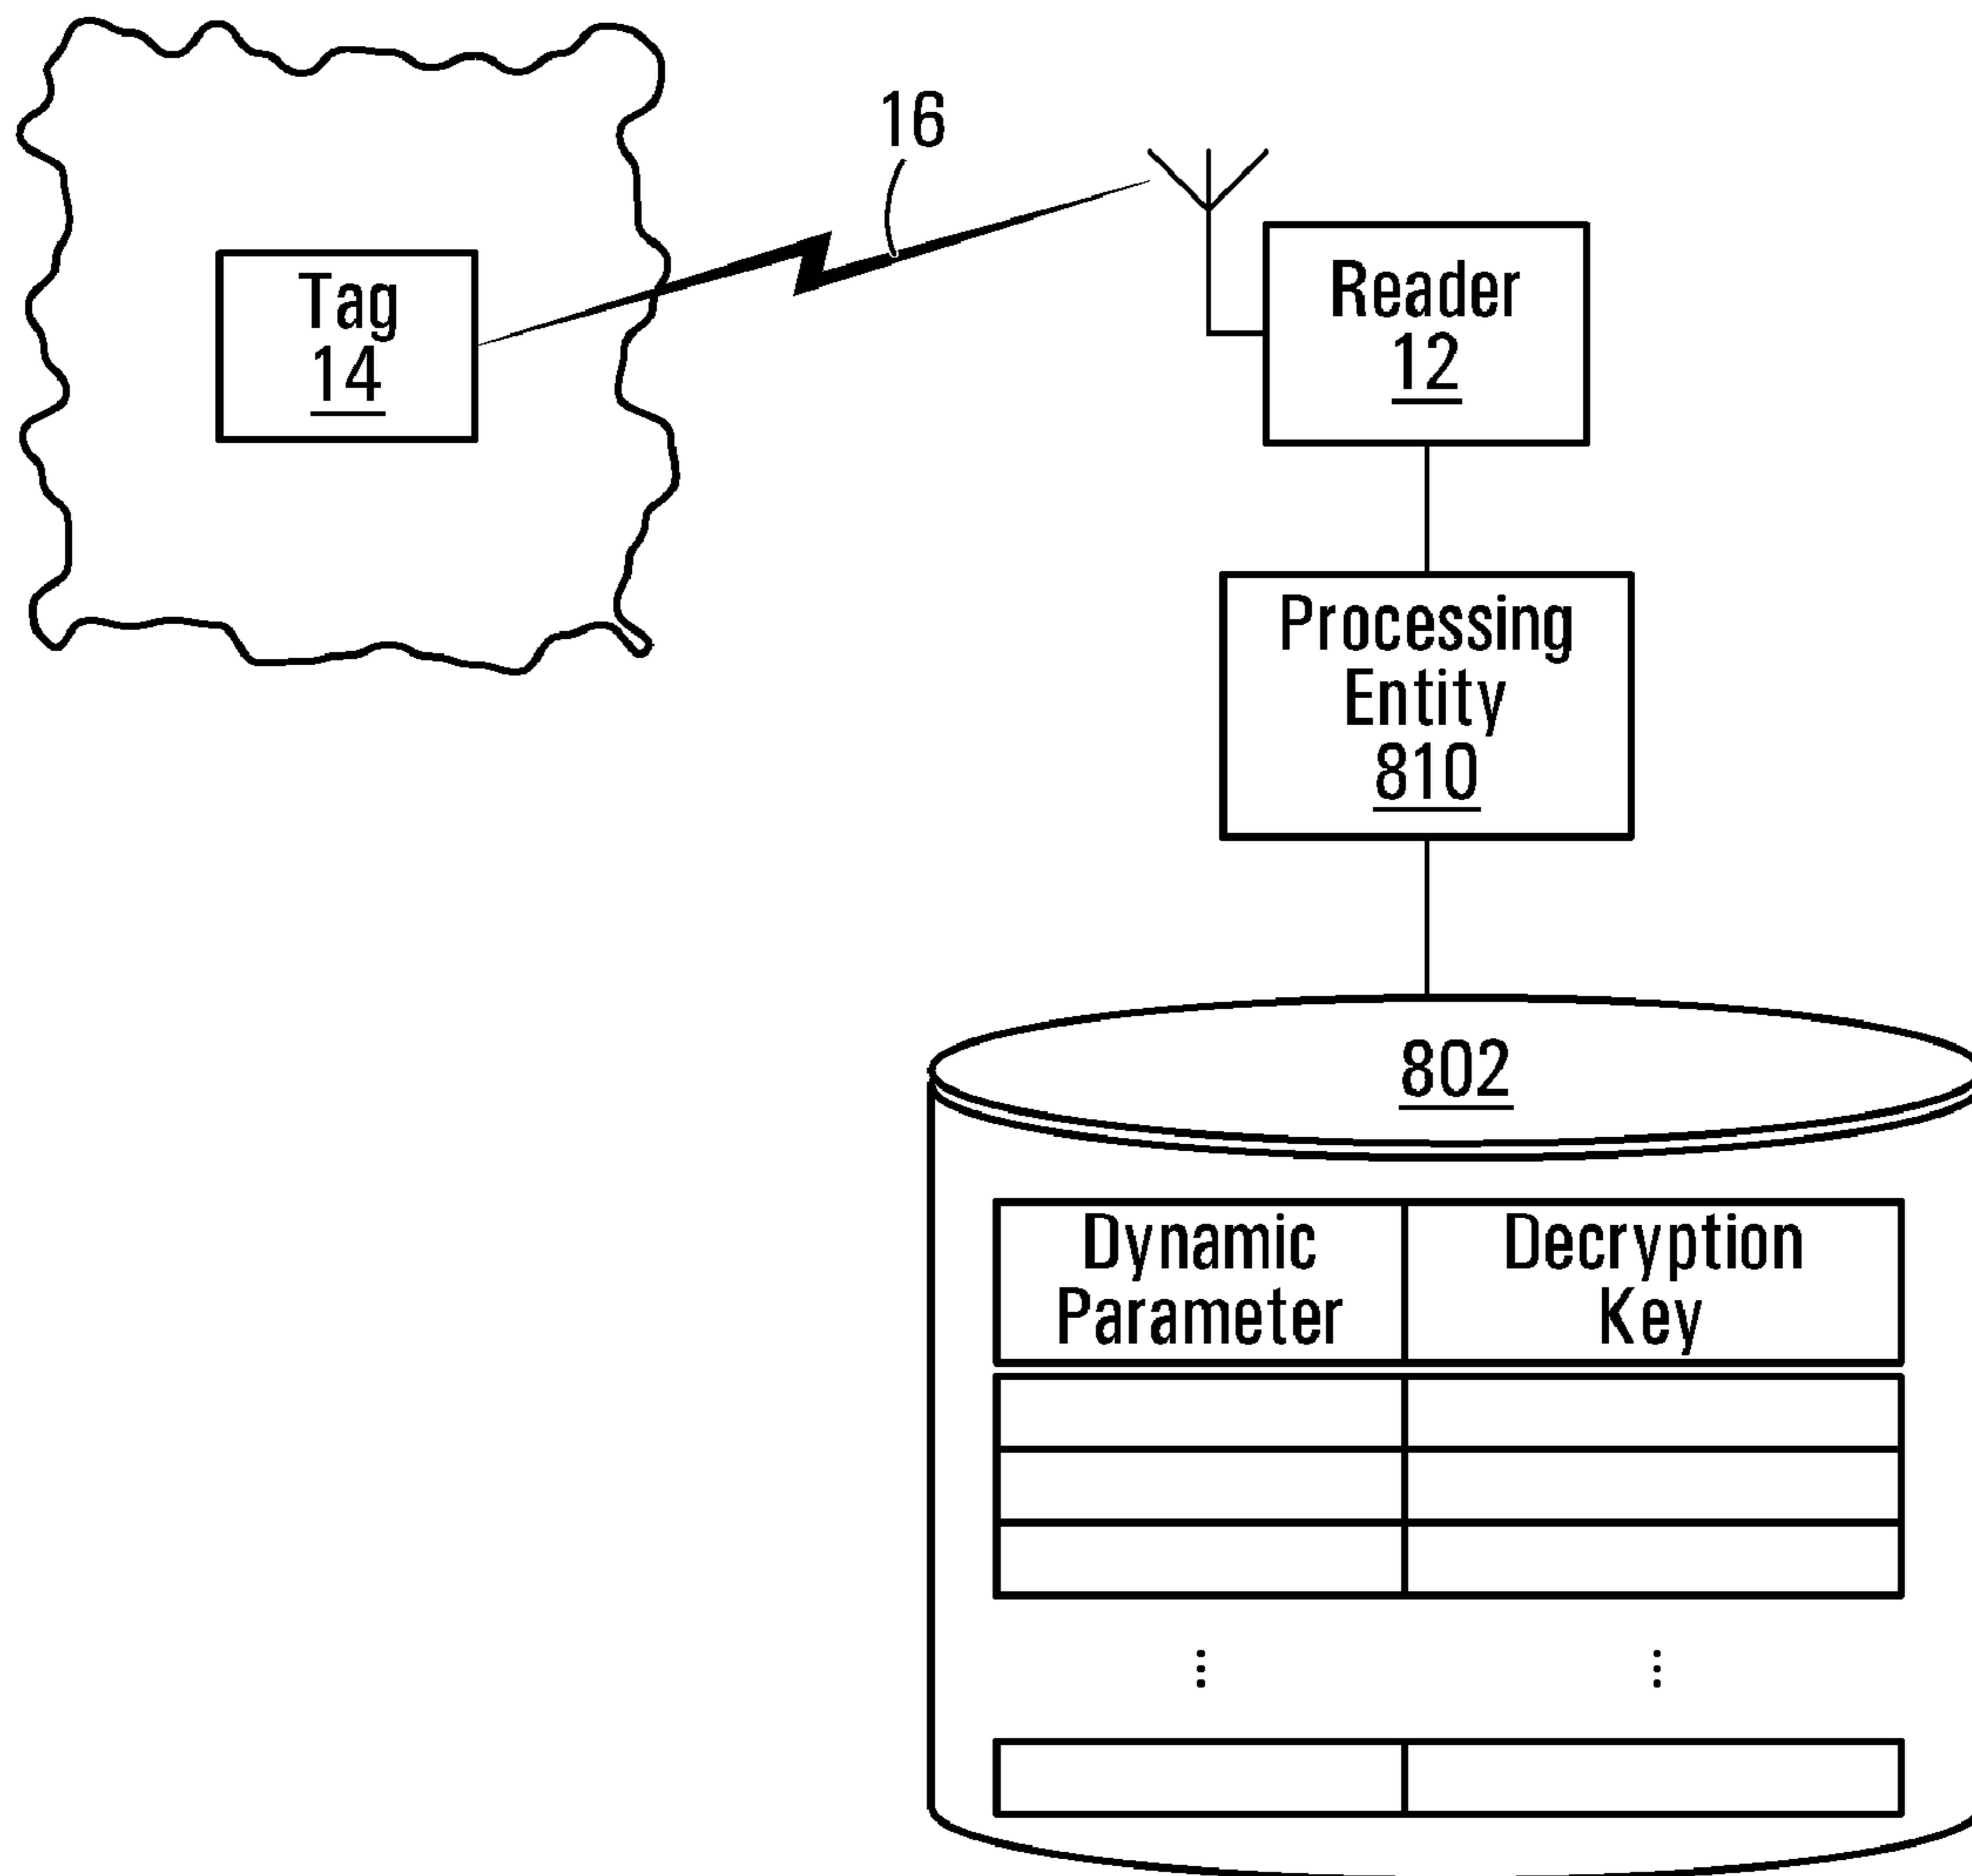 16
Tag
14
Reader
12
Processing
Entity
810
802
Dynamic
Parameter
Decryption
Key